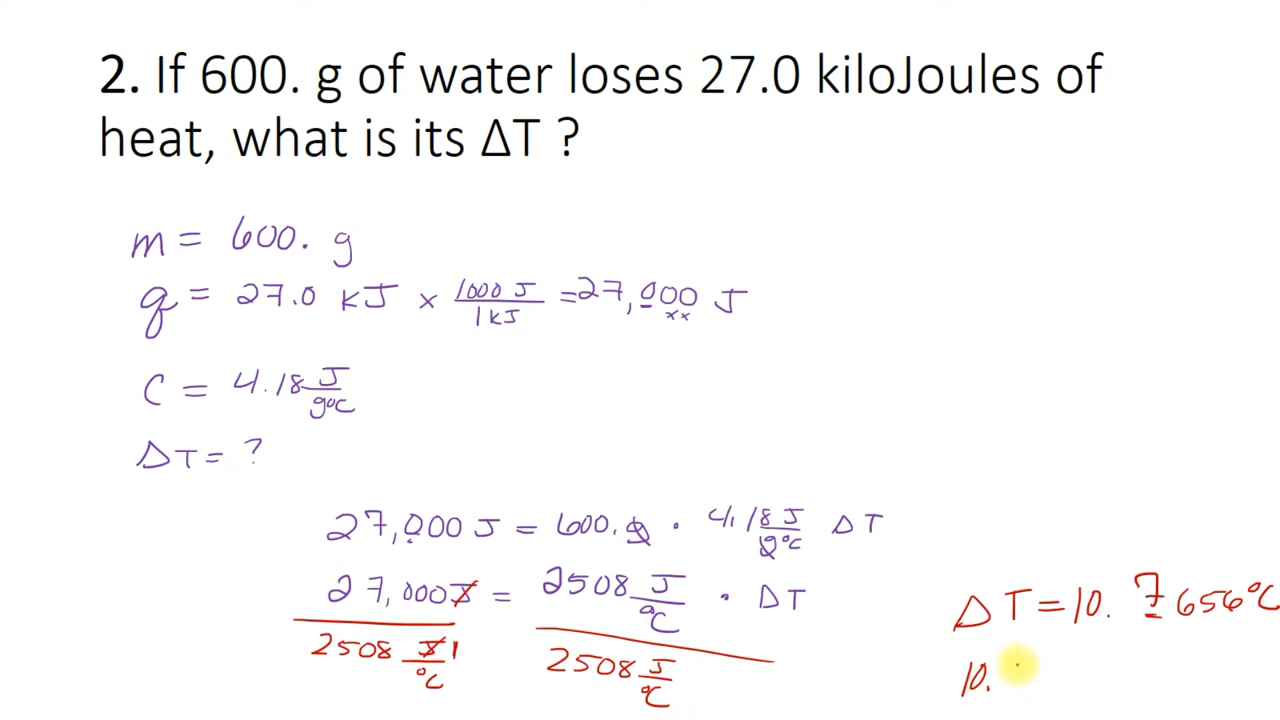 2. If 600. g of water loses 27.0 kiloJoules of
heat, what is its ΔT ?
m = 600. g
q = 27.0 kJ × 1000 J / 1 kJ = 27,000 J
xx
C = 4.18 J / g°C
ΔT = ?
27,000 J = 600. g · 4.18 J / g°C ΔT
27,000 J = 2508 J / °C · ΔT
2508 J 1 / °C 2508 J / °C
ΔT = 10.7656°C
10.